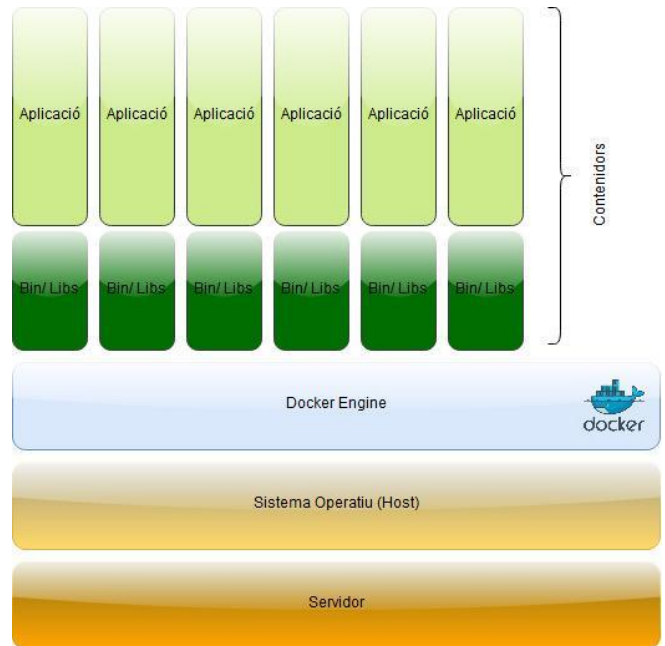 Aplicació
Aplicació
Aplicació
Aplicació
Aplicació
Aplicació
Contenidors
Bin/ Libs
Bin/ Libs
Bin/ Libs
Bin/ Libs
Bin/ Libs
Bin/ Libs
Docker Engine
docker
Sistema Operatiu (Host)
Servidor